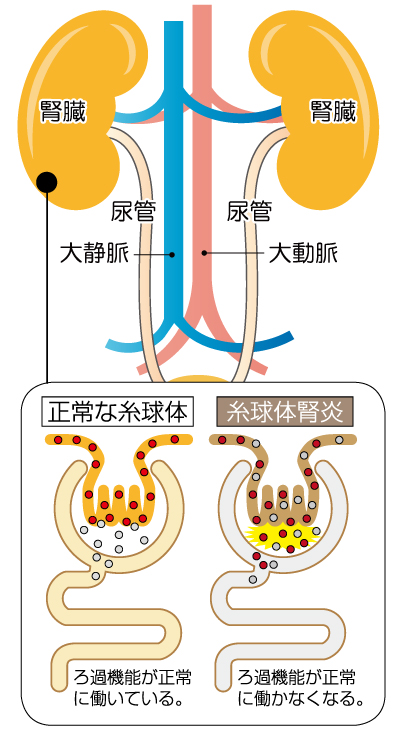 腎臓
腎臓
尿管
尿管
大静脈
大動脈
正常な糸球体
糸球体腎炎
ろ過機能が正常
に働いている。
ろ過機能が正常
に働かなくなる。